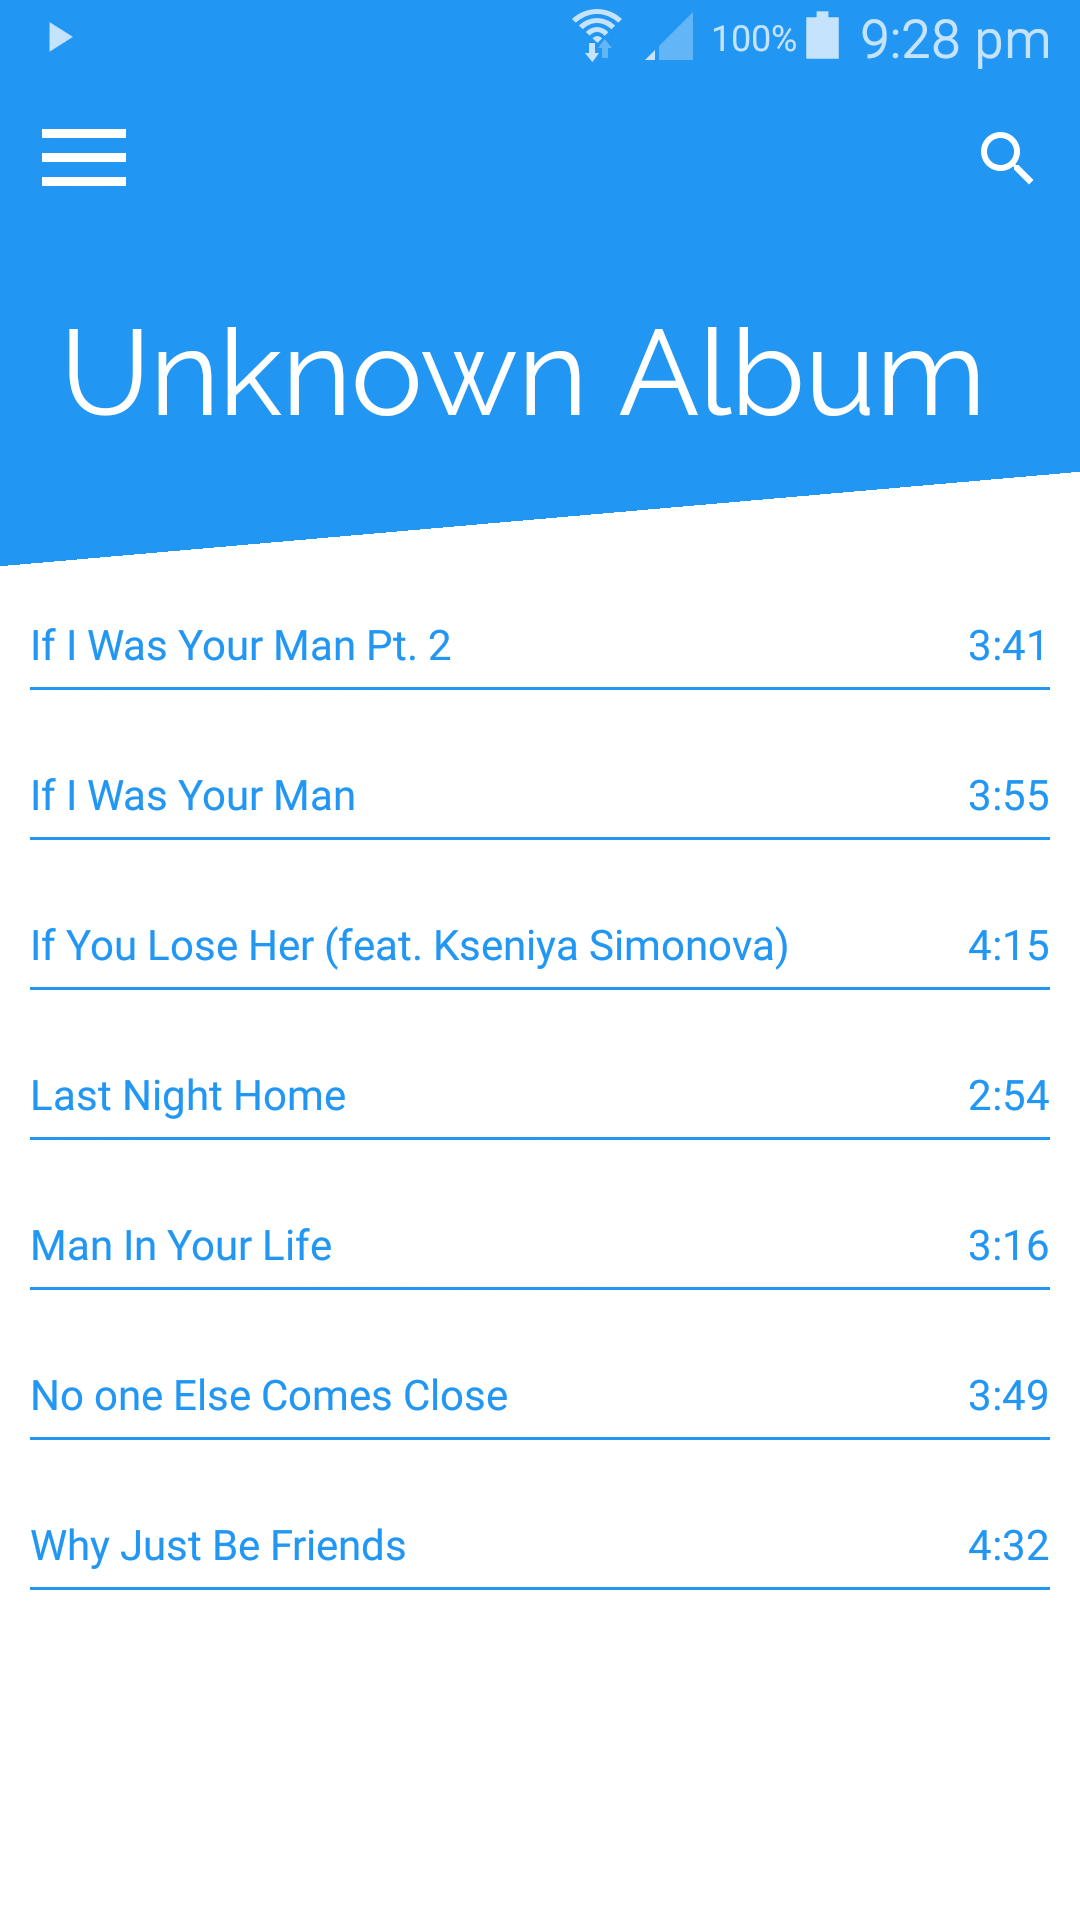 100% 9:28 pm
Unknown Album
If I Was Your Man Pt. 2 3:41
If I Was Your Man 3:55
If You Lose Her (feat. Kseniya Simonova) 4:15
Last Night Home 2:54
Man In Your Life 3:16
No one Else Comes Close 3:49
Why Just Be Friends 4:32